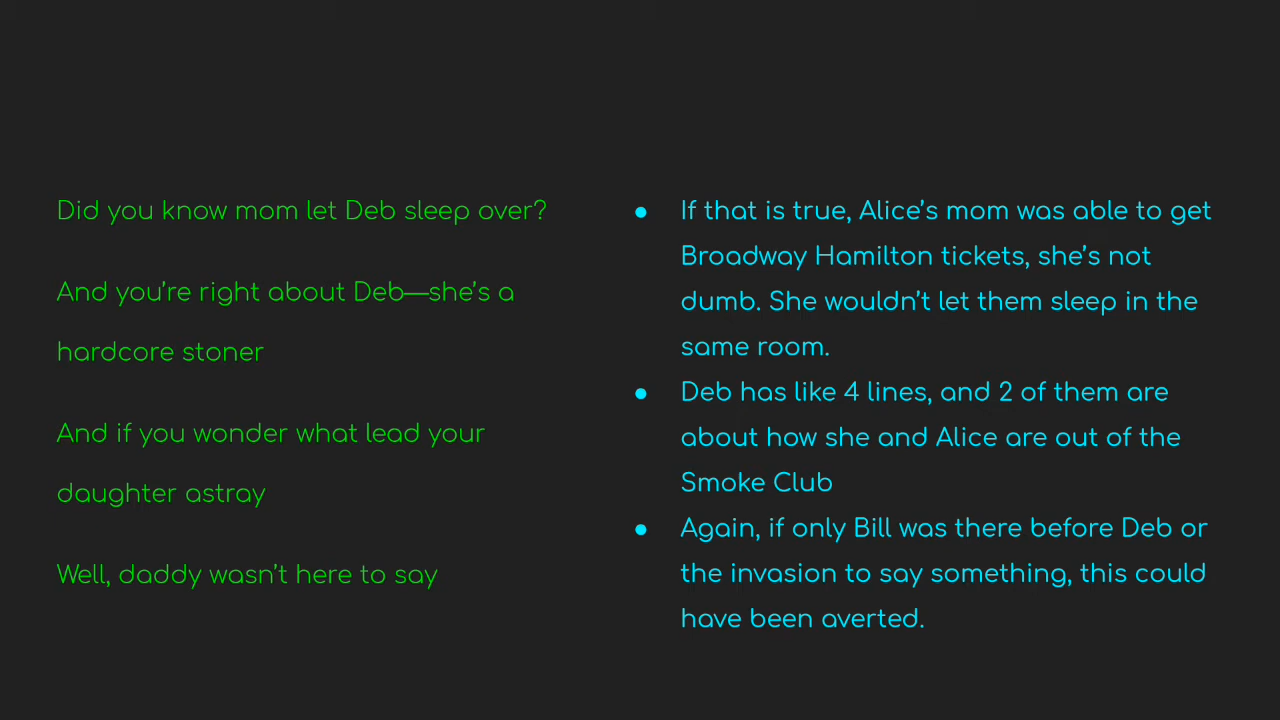 Did you know mom let Deb sleep over?
And you're right about Deb—she's a
hardcore stoner
And if you wonder what lead your
daughter astray
Well, daddy wasn't here to say
● If that is true, Alice's mom was able to get
Broadway Hamilton tickets, she's not
dumb. She wouldn't let them sleep in the
same room.
● Deb has like 4 lines, and 2 of them are
about how she and Alice are out of the
Smoke Club
● Again, if only Bill was there before Deb or
the invasion to say something, this could
have been averted.